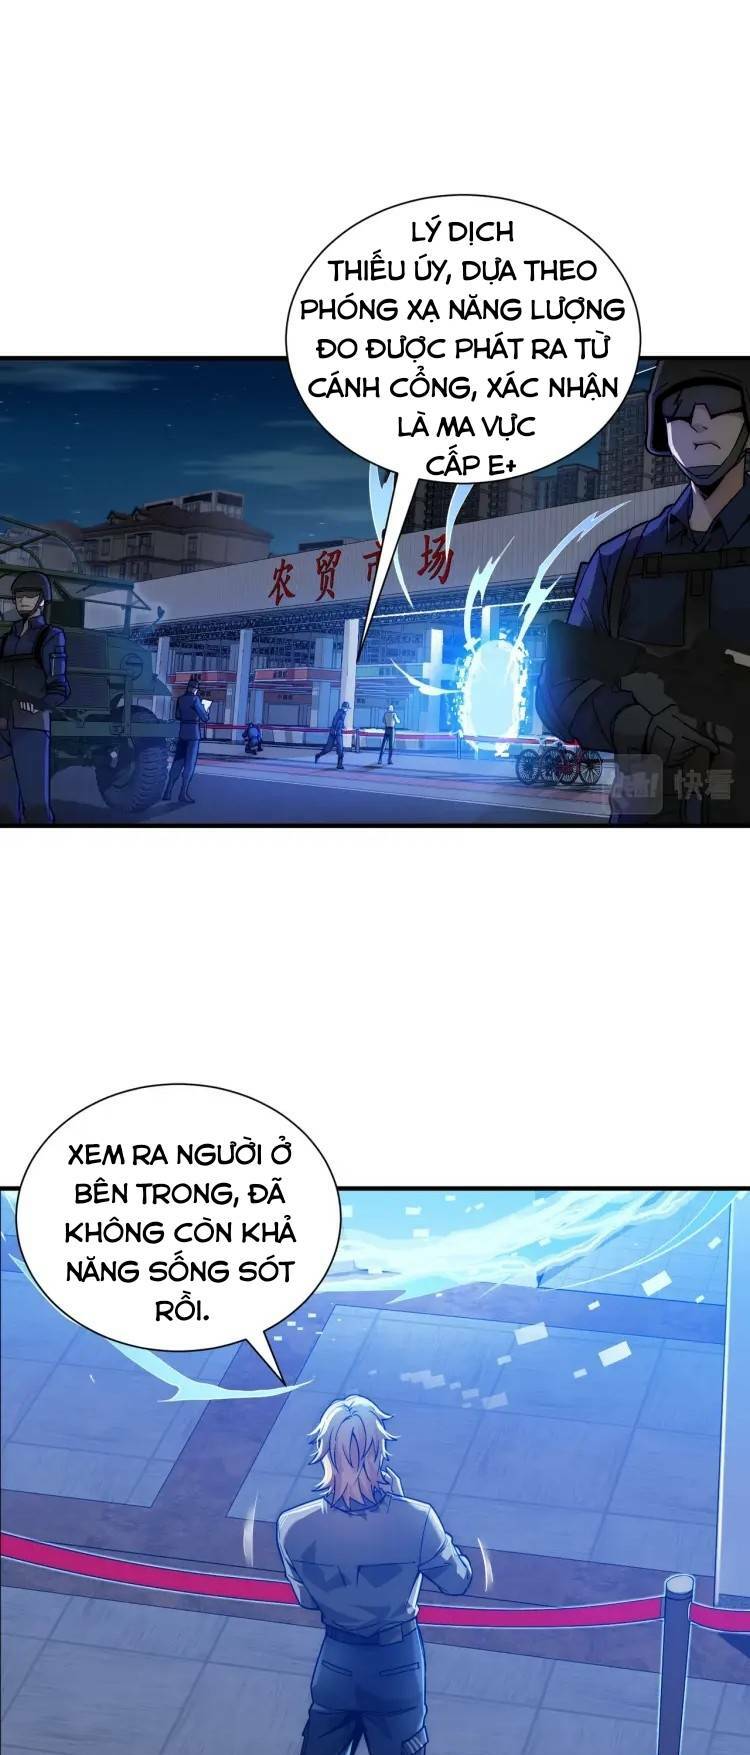 LÝ DỊCH
THIẾU ÚY, DỰA THEO
PHÓNG XẠ NĂNG LƯỢNG
ĐO ĐƯỢC PHÁT RA TỪ
CÁNH CỔNG, XÁC NHẬN
LÀ MA VỰC
CẤP E+
农贸市场
快看
XEM RA NGƯỜI Ở
BÊN TRONG, ĐÃ
KHÔNG CÒN KHẢ
NĂNG SỐNG SÓT
RỒI.